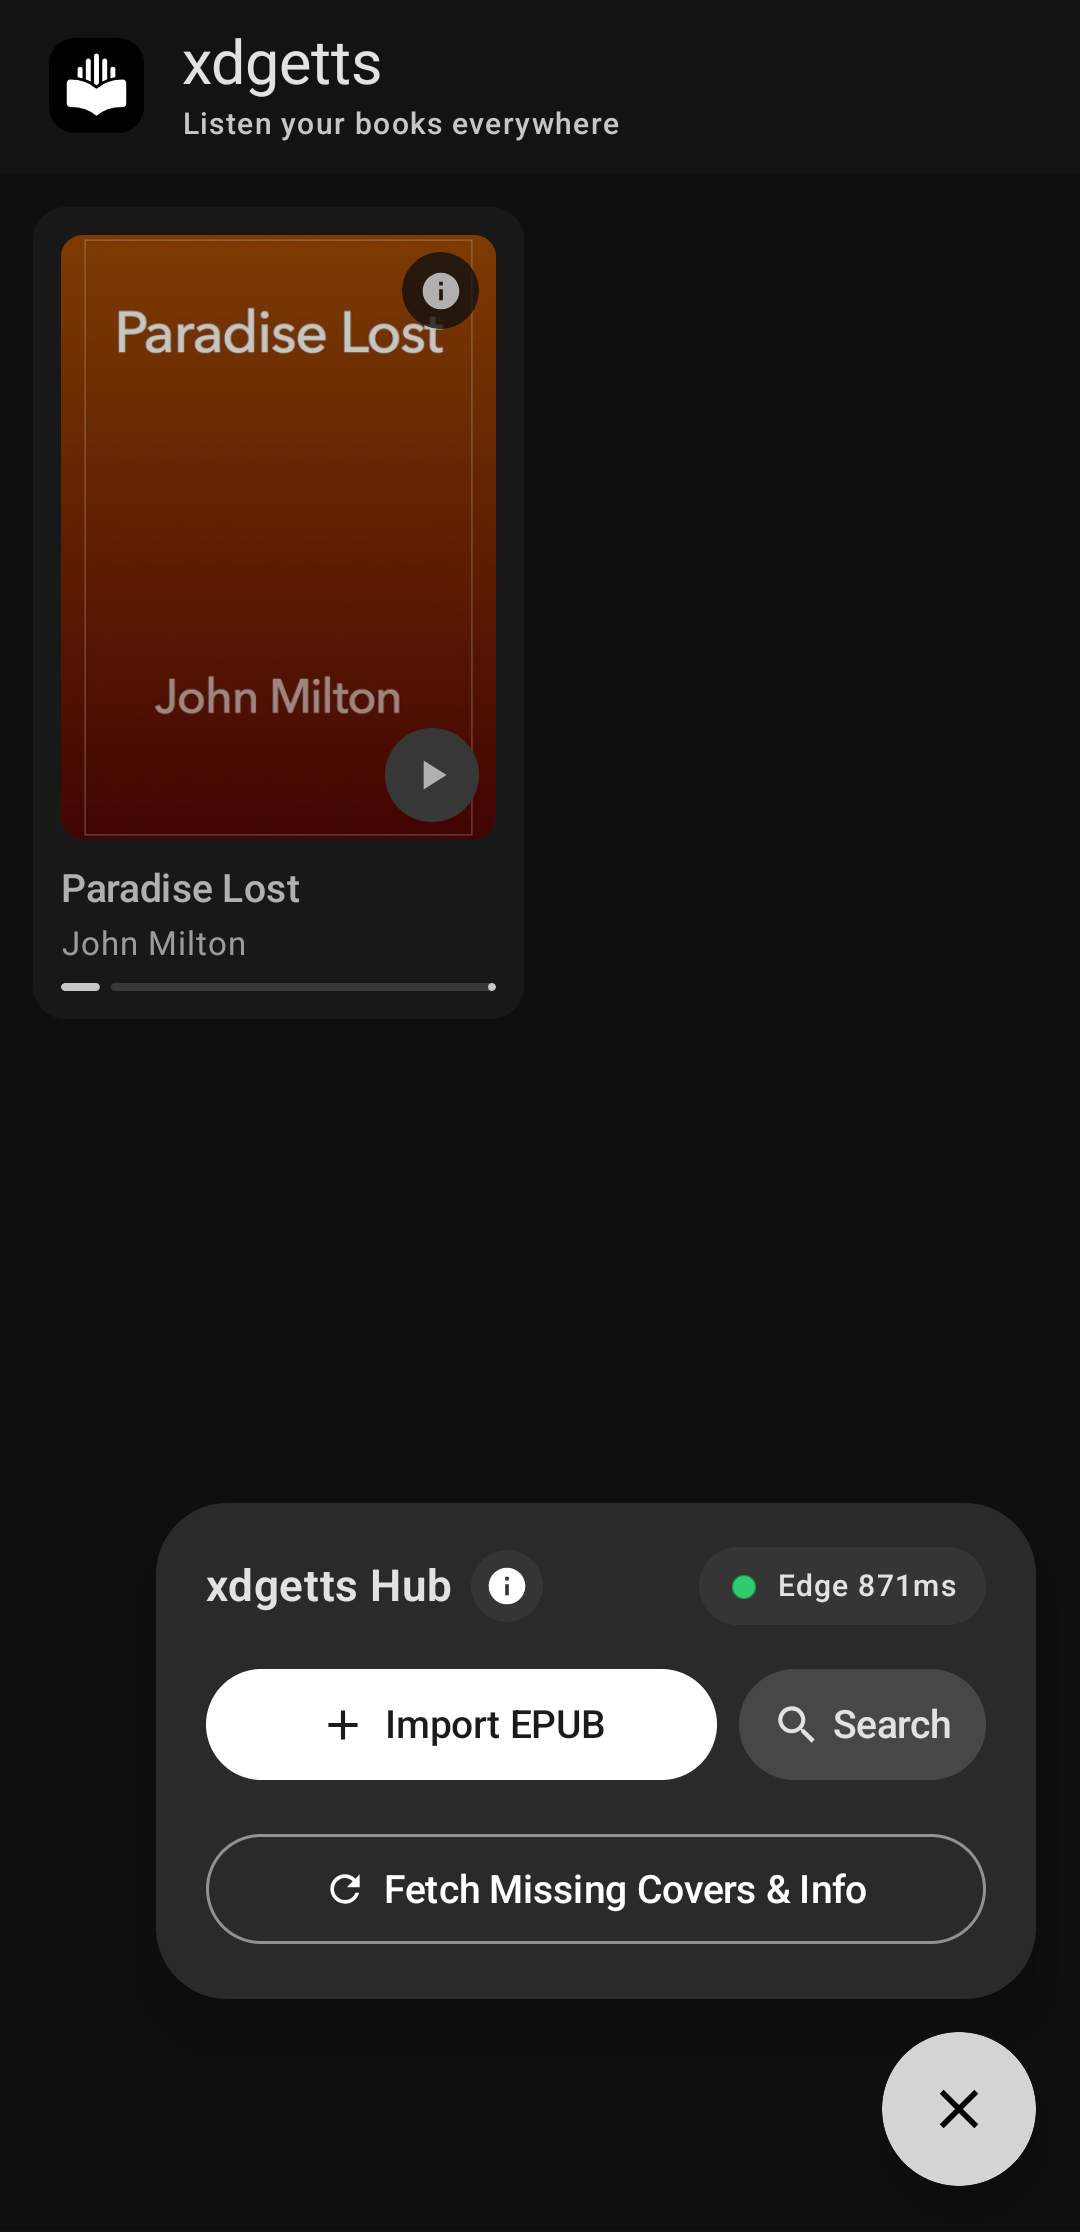 xdgetts
Listen your books everywhere
Paradise Lost
John Milton
Paradise Lost
John Milton
xdgetts Hub
Edge 871ms
Import EPUB
Search
Fetch Missing Covers & Info